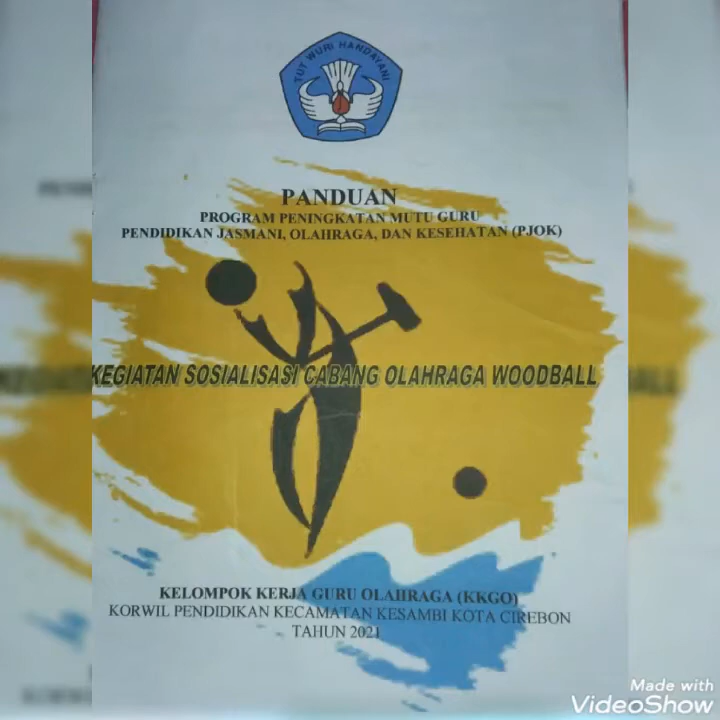 TUT WURI HANDAYANI
PANDUAN
PROGRAM PENINGKATAN MUTU GURU
PENDIDIKAN JASMANI, OLAHRAGA, DAN KESEHATAN (PJOK)
KEGIATAN SOSIALISASI CABANG OLAHRAGA WOODBALL
KELOMPOK KERJA GURU OLAHRAGA (KKGO)
KORWIL PENDIDIKAN KECAMATAN KESAMBI KOTA CIREBON
TAHUN 2021
Made with
VideoShow